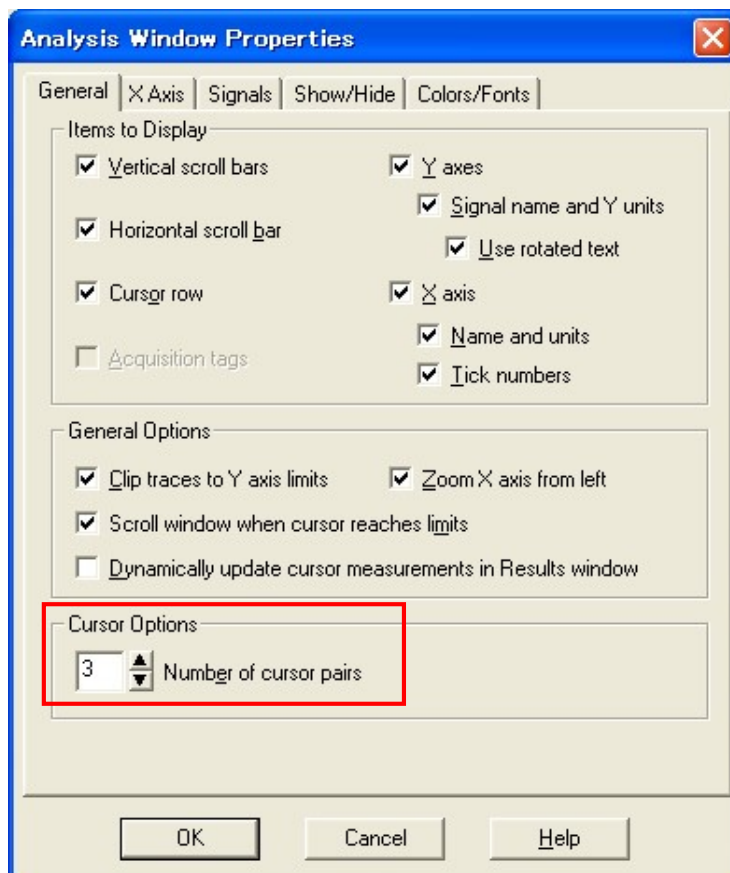 Analysis Window Properties
General X Axis Signals Show/Hide Colors/Fonts
Items to Display
Vertical scroll bars Y axes
Signal name and Y units
Horizontal scroll bar
Use rotated text
Cursor row X axis
Name and units
Acquisition tags
Tick numbers
General Options
Clip traces to Y axis limits Zoom X axis from left
Scroll window when cursor reaches limits
Dynamically update cursor measurements in Results window
Cursor Options
3 Number of cursor pairs
OK Cancel Help